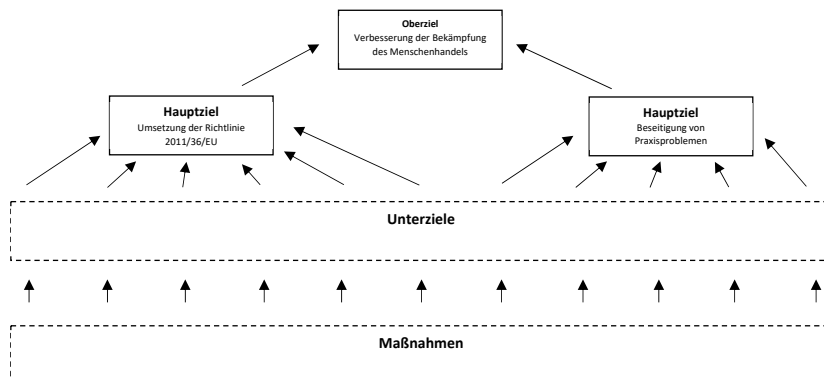 Oberziel
Verbesserung der Bekämpfung
des Menschenhandels
Hauptziel
Umsetzung der Richtlinie
2011/36/EU
Hauptziel
Beseitigung von
Praxisproblemen
Unterziele
Maßnahmen